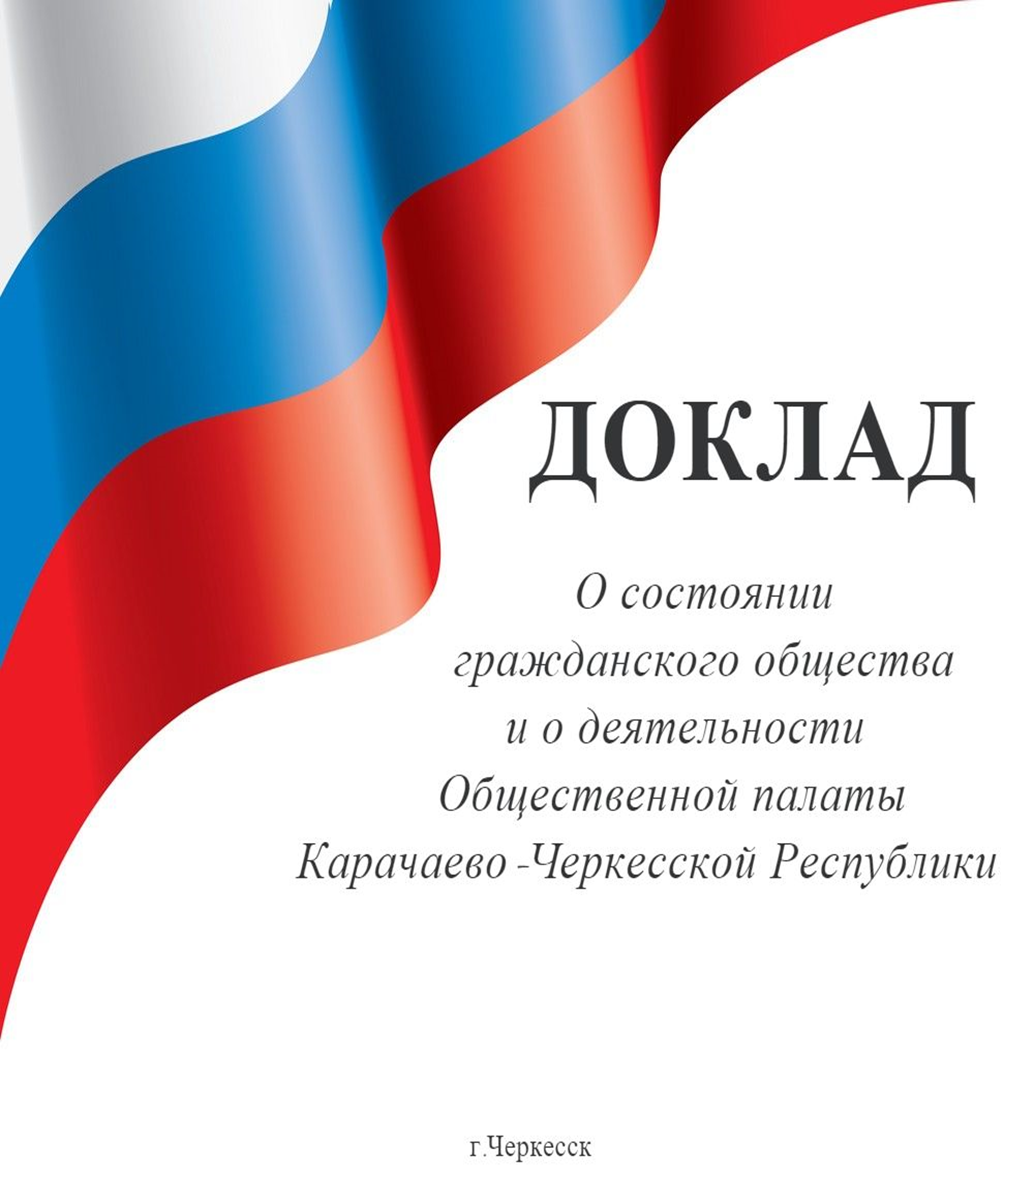 ДОКЛАД
О состоянии
гражданского общества
и о деятельности
Общественной палаты
Карачаево -Черкесской Республики
г.Черкесск